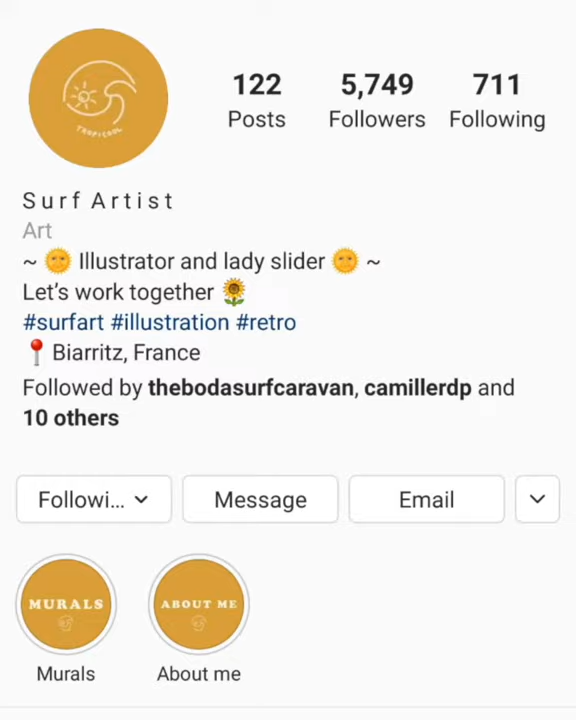 TROPICOOL
122 5,749 711
Posts Followers Following
Surf Artist
Art
~ 🌞 Illustrator and lady slider 🌞 ~
Let's work together 🌻
#surfart #illustration #retro
📍 Biarritz, France
Followed by thebodasurfcaravan, camillerdp and
10 others
Followi... Message Email
MURALS ABOUT ME
Murals About me